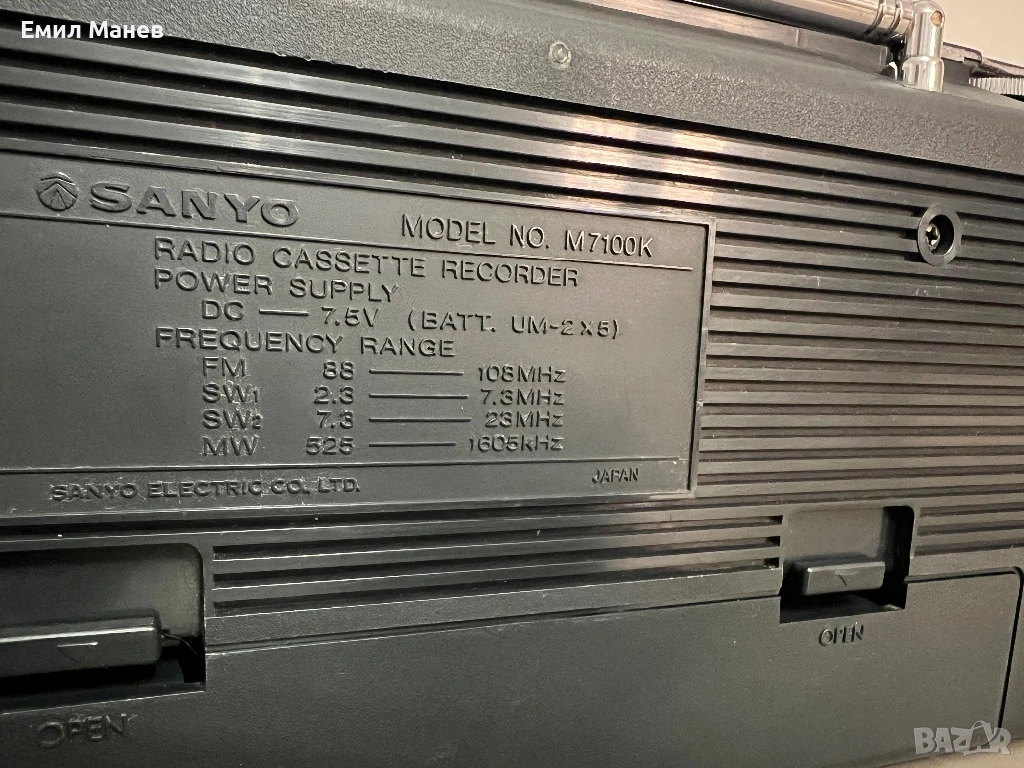 Емил Манев
SANYO
MODEL NO. M7100K
RADIO CASSETTE RECORDER
POWER SUPPLY
DC — 7.5V (BATT. UM-2X5)
FREQUENCY RANGE
FM 88 — 108MHz
SW1 2.3 — 7.3MHz
SW2 7.3 — 23MHz
MW 525 — 1605kHz
SANYO ELECTRIC CO., LTD. JAPAN
OPEN
OPEN
BAZAR